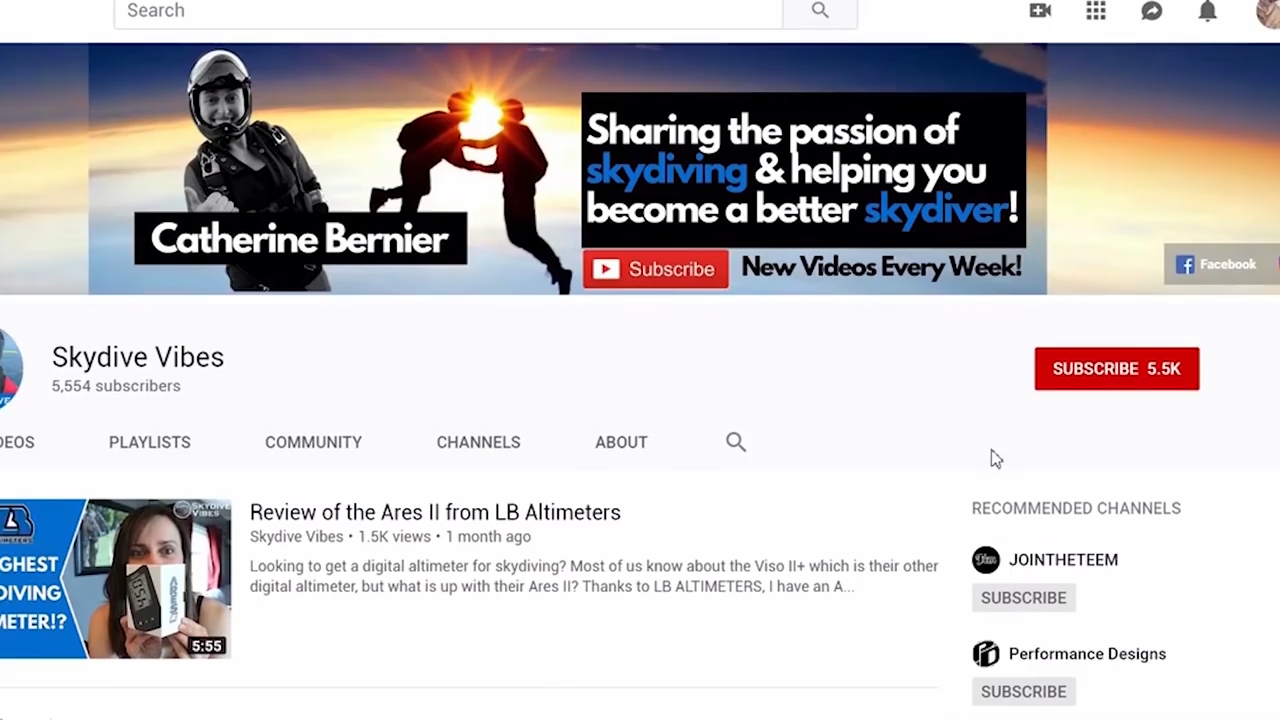 Search
Sharing the passion of
skydiving & helping you
become a better skydiver!
Catherine Bernier
Subscribe
New Videos Every Week!
Facebook
Skydive Vibes
5,554 subscribers
SUBSCRIBE 5.5K
DEOS
PLAYLISTS
COMMUNITY
CHANNELS
ABOUT
Review of the Ares II from LB Altimeters
Skydive Vibes • 1.5K views • 1 month ago
Looking to get a digital altimeter for skydiving? Most of us know about the Viso II+ which is their other
digital altimeter, but what is up with their Ares II? Thanks to LB ALTIMETERS, I have an A...
SKYDIVE
VIBES
GHEST
DIVING
METER!?
5:55
RECOMMENDED CHANNELS
JOINTHETEEM
SUBSCRIBE
Performance Designs
SUBSCRIBE